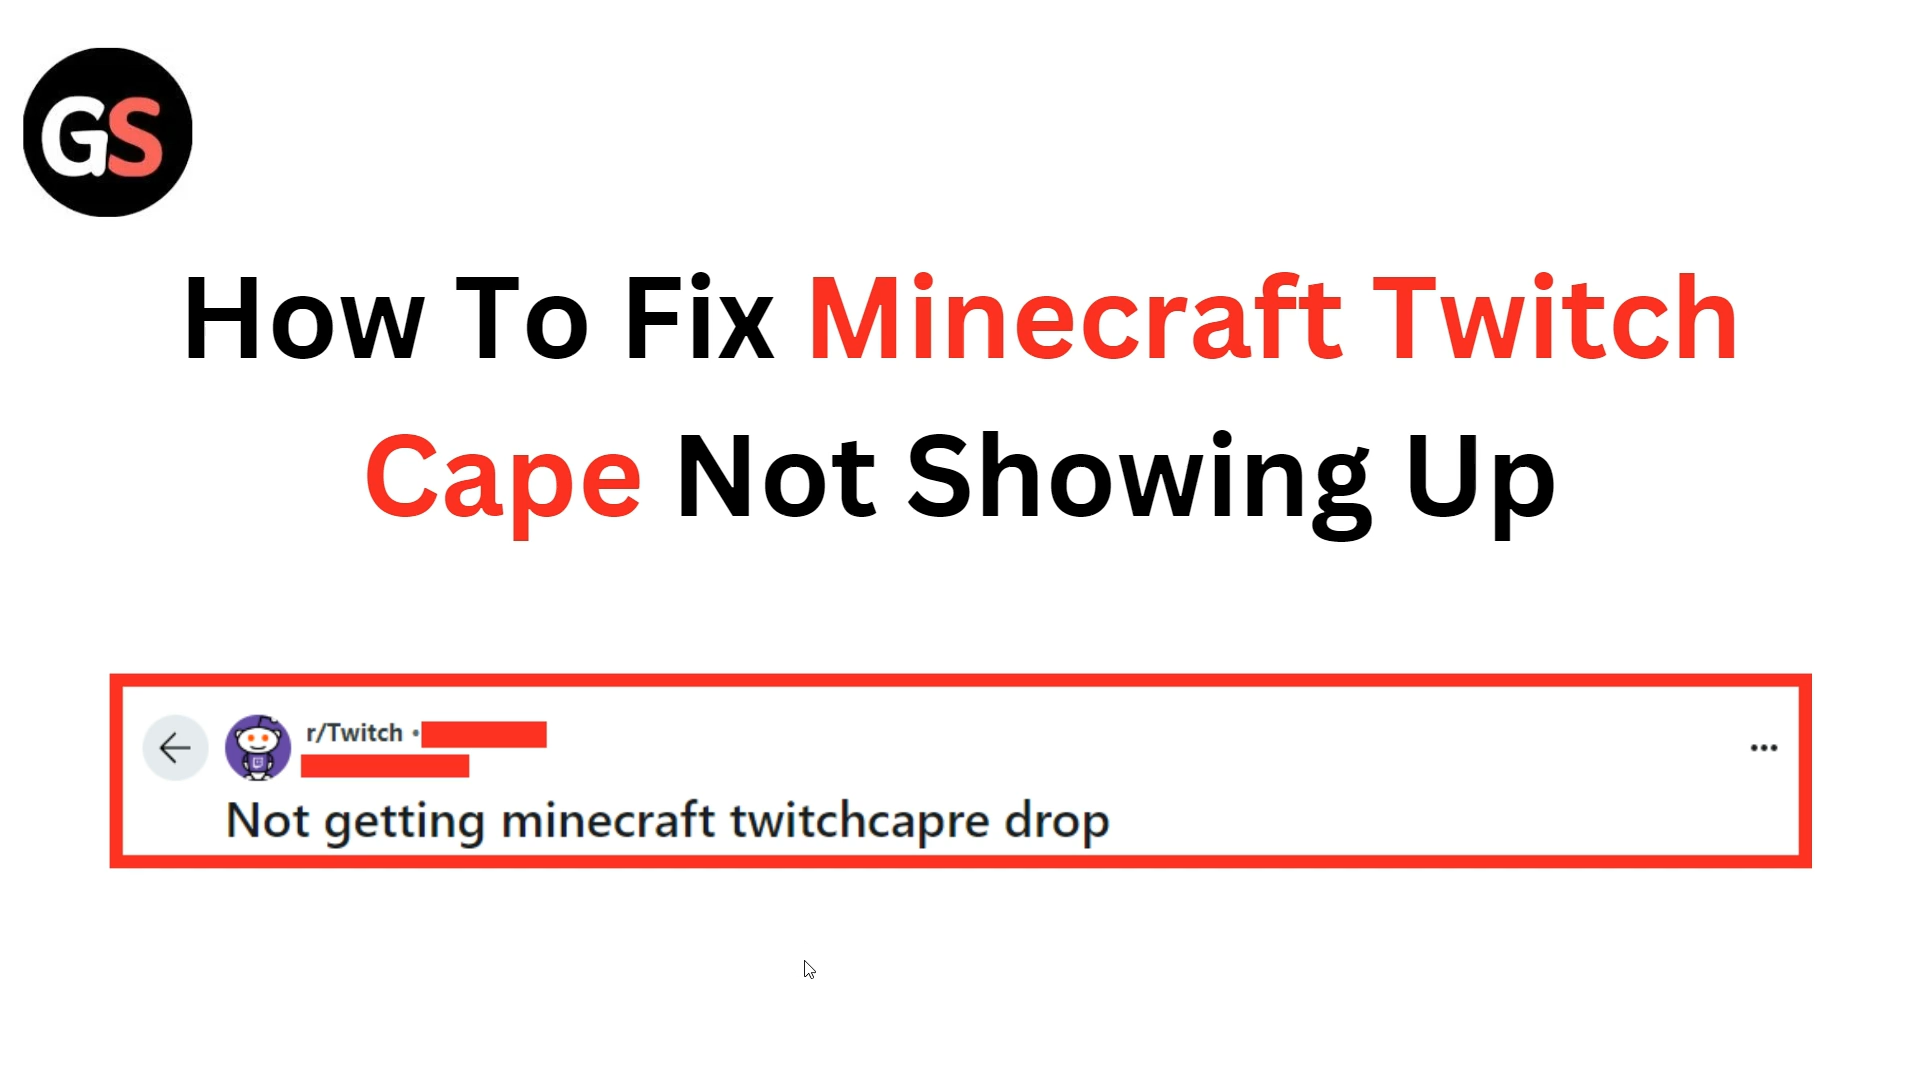 GS
How To Fix Minecraft Twitch
Cape Not Showing Up
r/Twitch •
Not getting minecraft twitchcapre drop